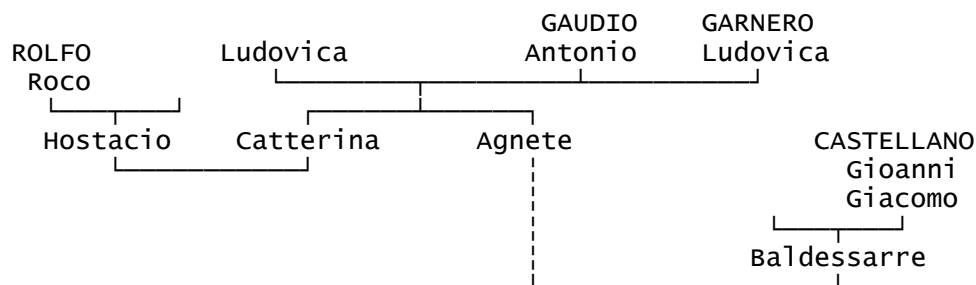 GAUDIO GARNERO
ROLFO Ludovica Antonio Ludovica
Roco
Hostacio Catterina Agnete CASTELLANO
Gioanni
Giacomo
Baldessarre